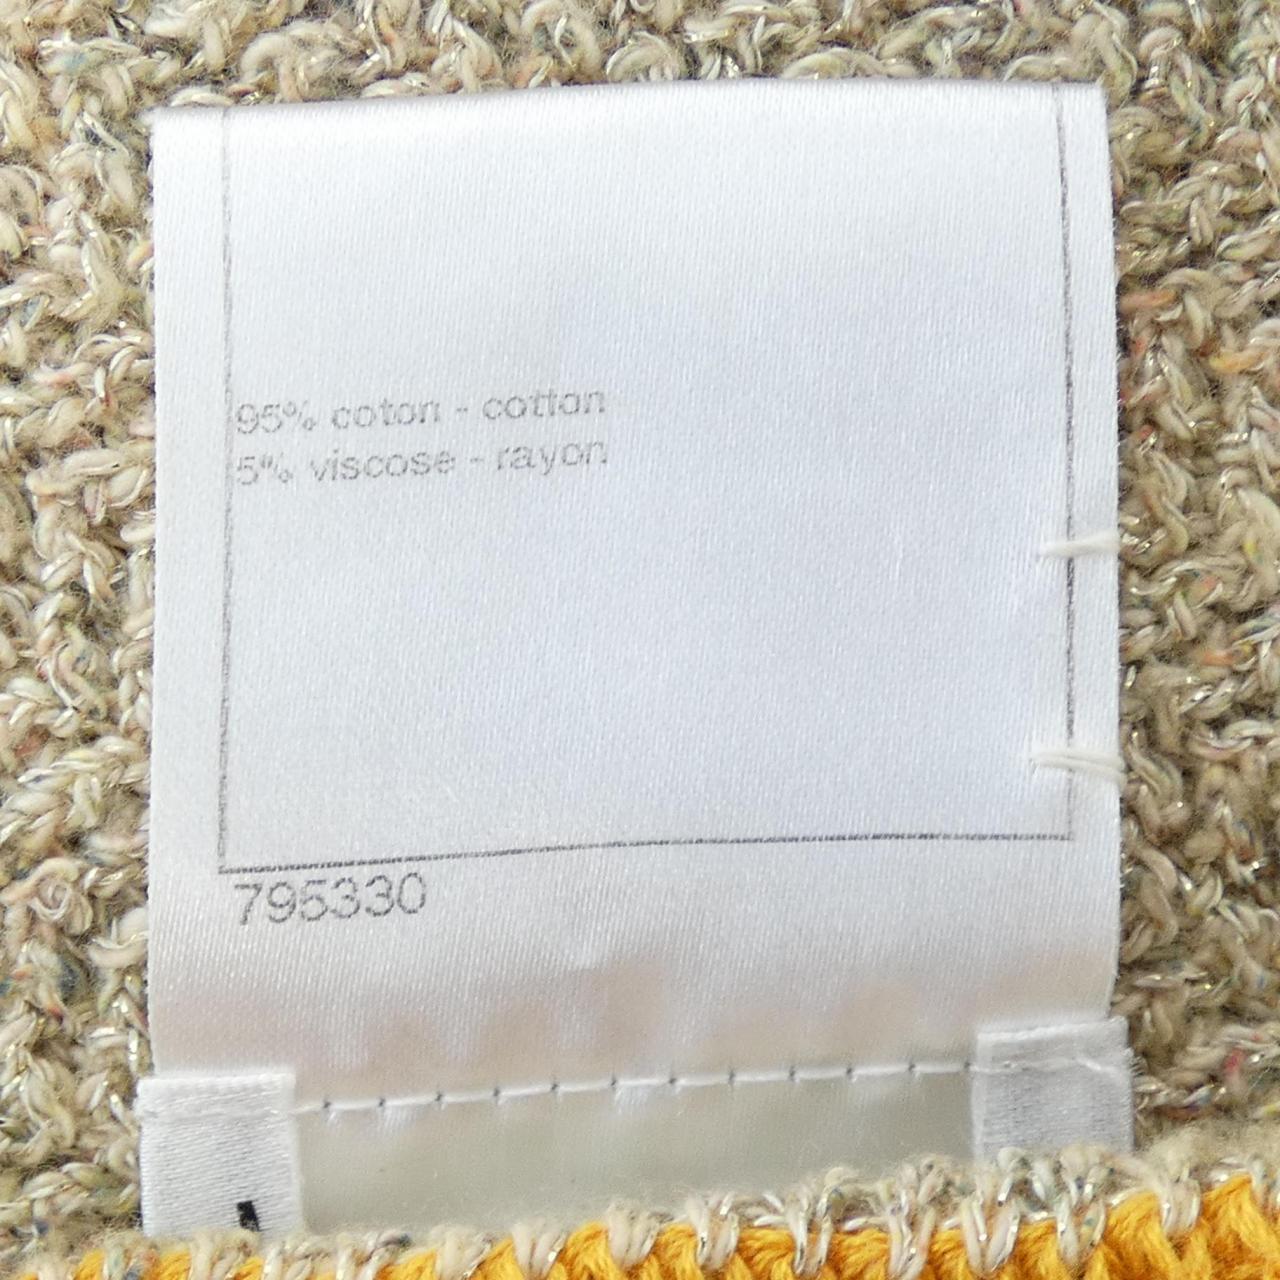 95% coton - cotton
5% viscose - rayon
795330